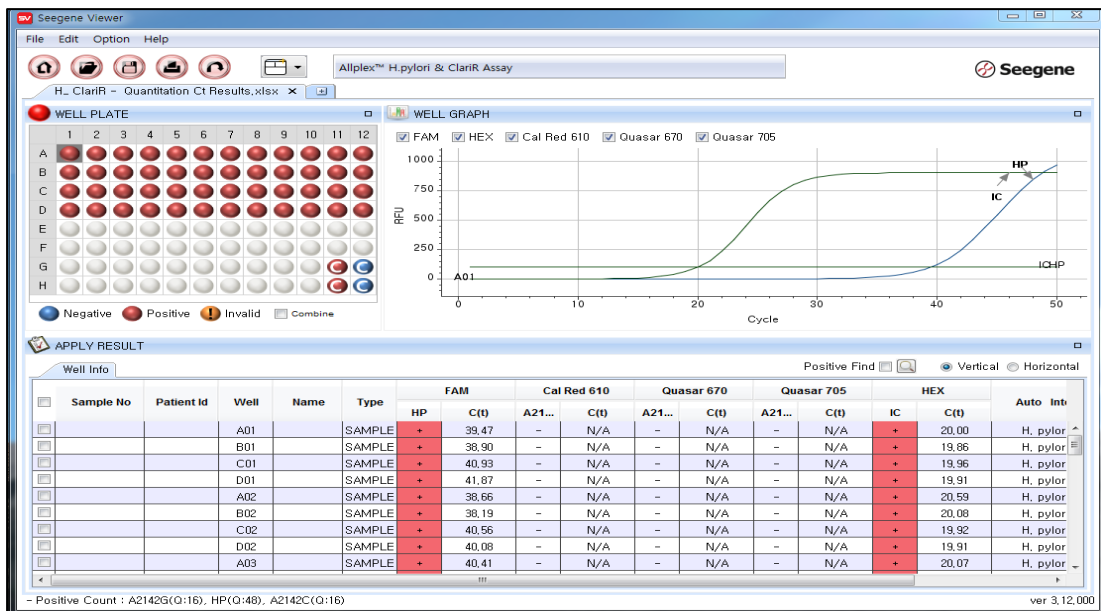 SV Seegene Viewer
File Edit Option Help
Allplex™ H.pylori & ClariR Assay
Seegene
H_ ClariR - Quantitation Ct Results.xlsx
WELL PLATE
1 2 3 4 5 6 7 8 9 10 11 12
A
B
C
D
E
F
G C C
H C C
Negative Positive Invalid Combine
WELL GRAPH
FAM HEX Cal Red 610 Quasar 670 Quasar 705
1000
750
500
250
0
RFU
HP
IC
ICHP
A01
0 10 20 30 40 50
Cycle
APPLY RESULT
Well Info
Positive Find Vertical Horizontal
Sample No Patient Id Well Name Type FAM Cal Red 610 Quasar 670 Quasar 705 HEX Auto Inte
HP C(t) A21... C(t) A21... C(t) A21... C(t) IC C(t)
A01 SAMPLE + 39,47 - N/A - N/A - N/A + 20,00 H, pylor
B01 SAMPLE + 38,90 - N/A - N/A - N/A + 19,86 H, pylor
C01 SAMPLE + 40,93 - N/A - N/A - N/A + 19,96 H, pylor
D01 SAMPLE + 41,87 - N/A - N/A - N/A + 19,91 H, pylor
A02 SAMPLE + 38,66 - N/A - N/A - N/A + 20,59 H, pylor
B02 SAMPLE + 38,19 - N/A - N/A - N/A + 20,08 H, pylor
C02 SAMPLE + 40,56 - N/A - N/A - N/A + 19,92 H, pylor
D02 SAMPLE + 40,08 - N/A - N/A - N/A + 19,91 H, pylor
A03 SAMPLE + 40,41 - N/A - N/A - N/A + 20,07 H, pylor
- Positive Count : A2142G(Q:16), HP(Q:48), A2142C(Q:16)
ver 3,12,000